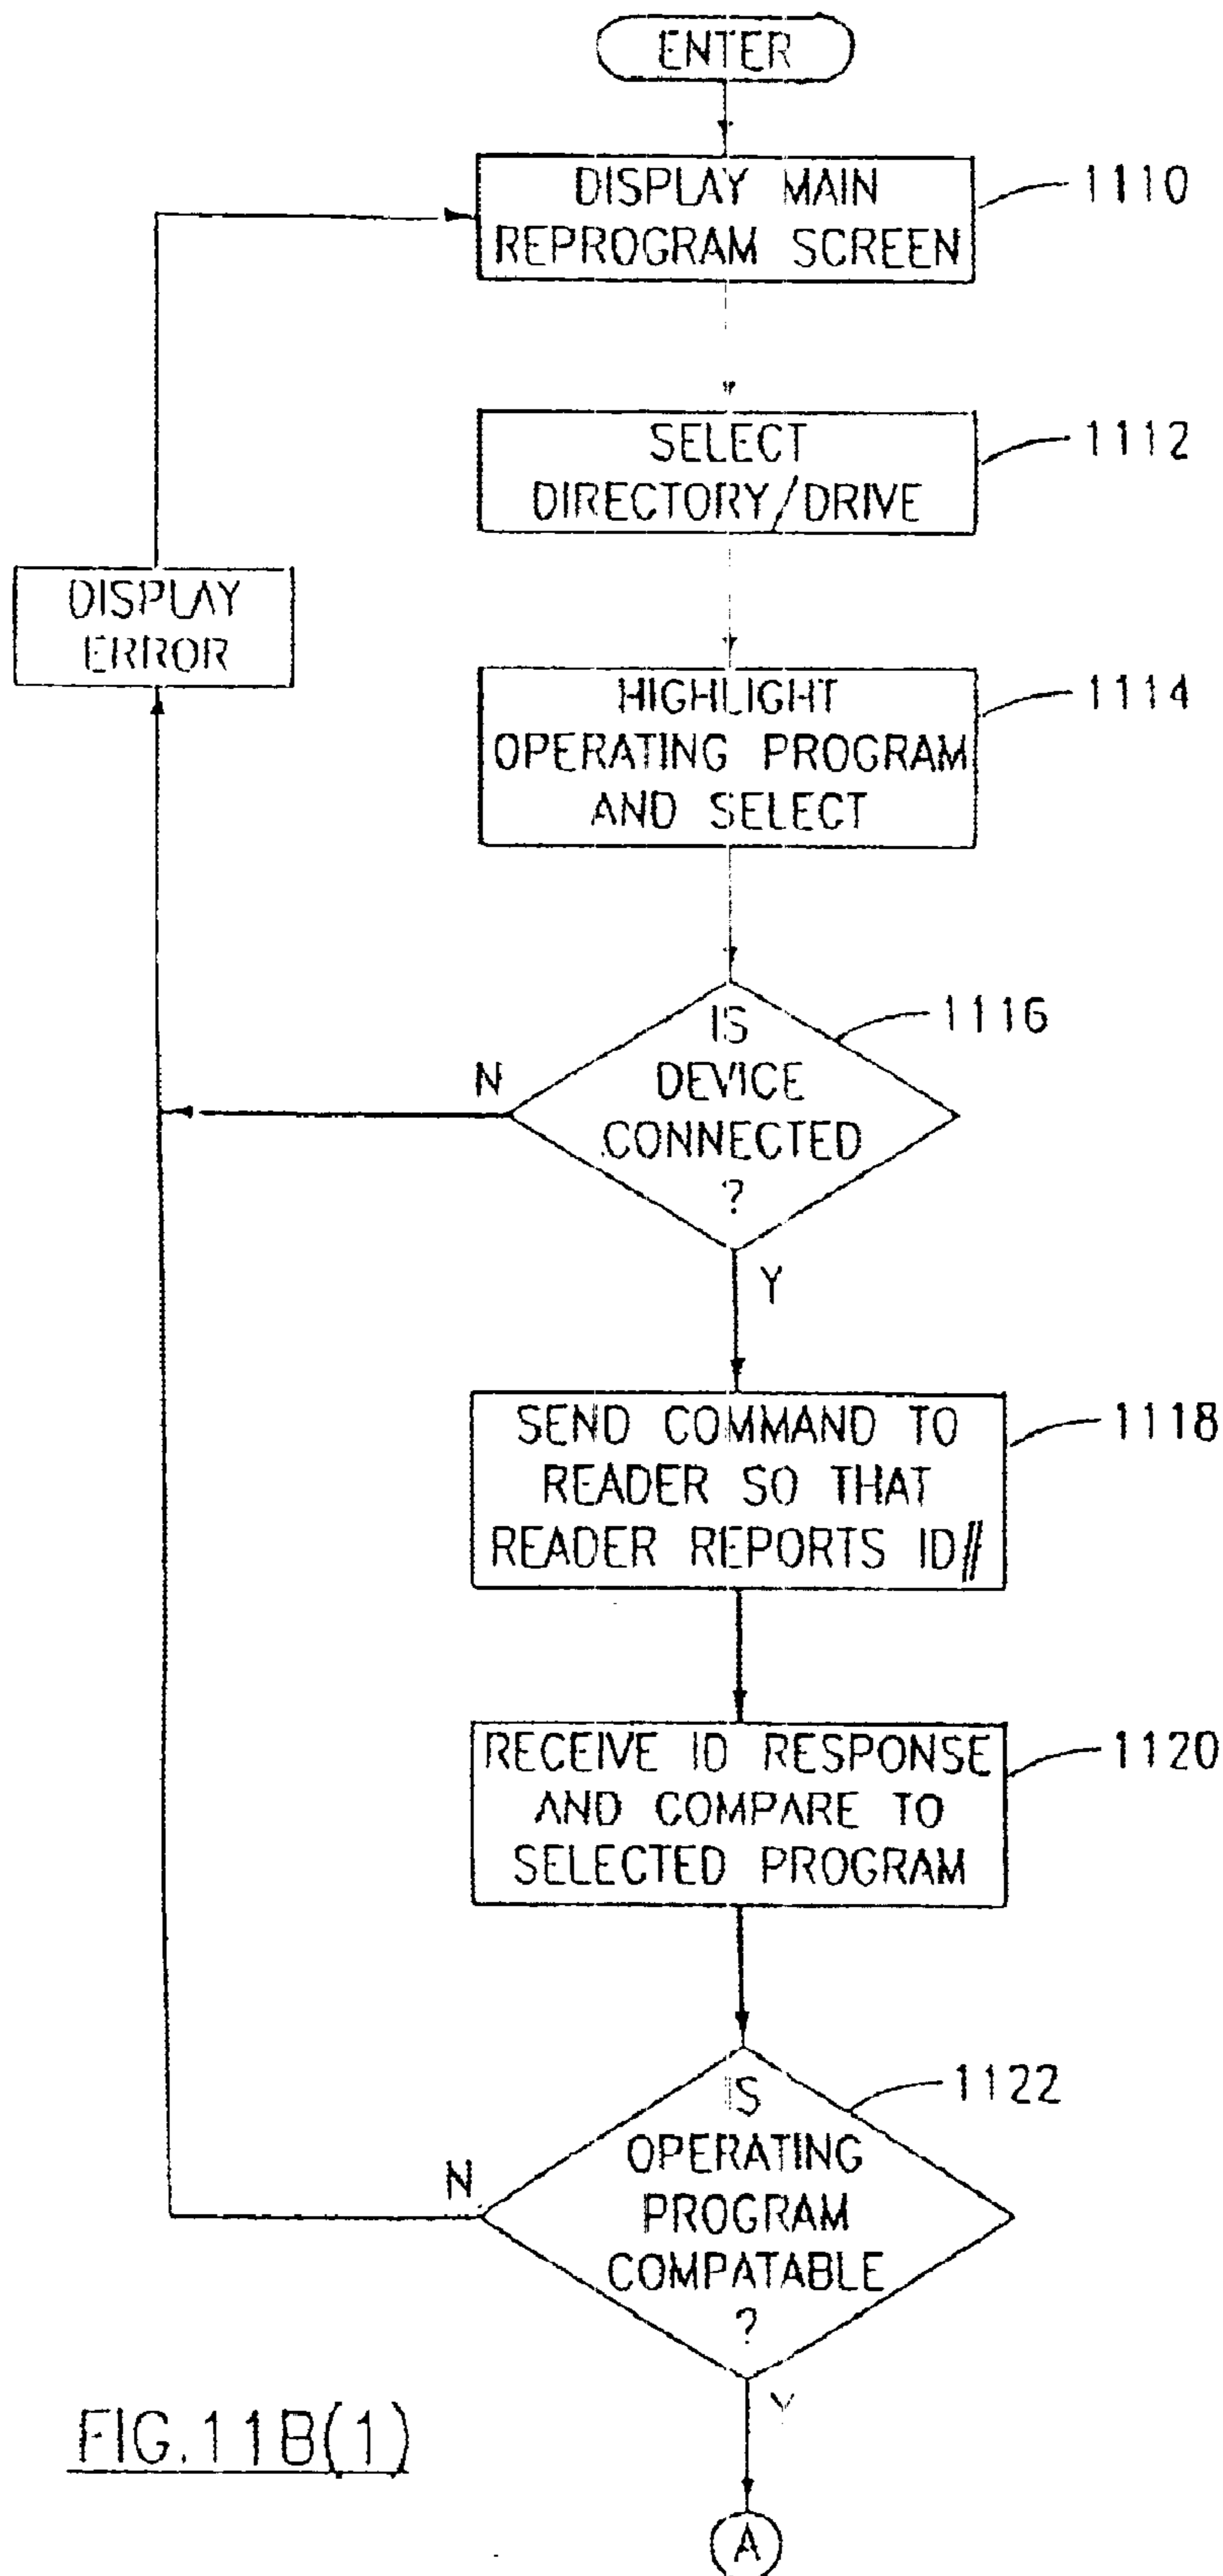 ENTER
DISPLAY MAIN
REPROGRAM SCREEN
1110
SELECT
DIRECTORY/DRIVE
1112
DISPLAY
ERROR
HIGHLIGHT
OPERATING PROGRAM
AND SELECT
1114
IS
DEVICE
CONNECTED
?
1116
N
Y
SEND COMMAND TO
READER SO THAT
READER REPORTS ID#
1118
RECEIVE ID RESPONSE
AND COMPARE TO
SELECTED PROGRAM
1120
IS
OPERATING
PROGRAM
COMPATABLE
?
1122
N
Y
FIG.11B(1)
A